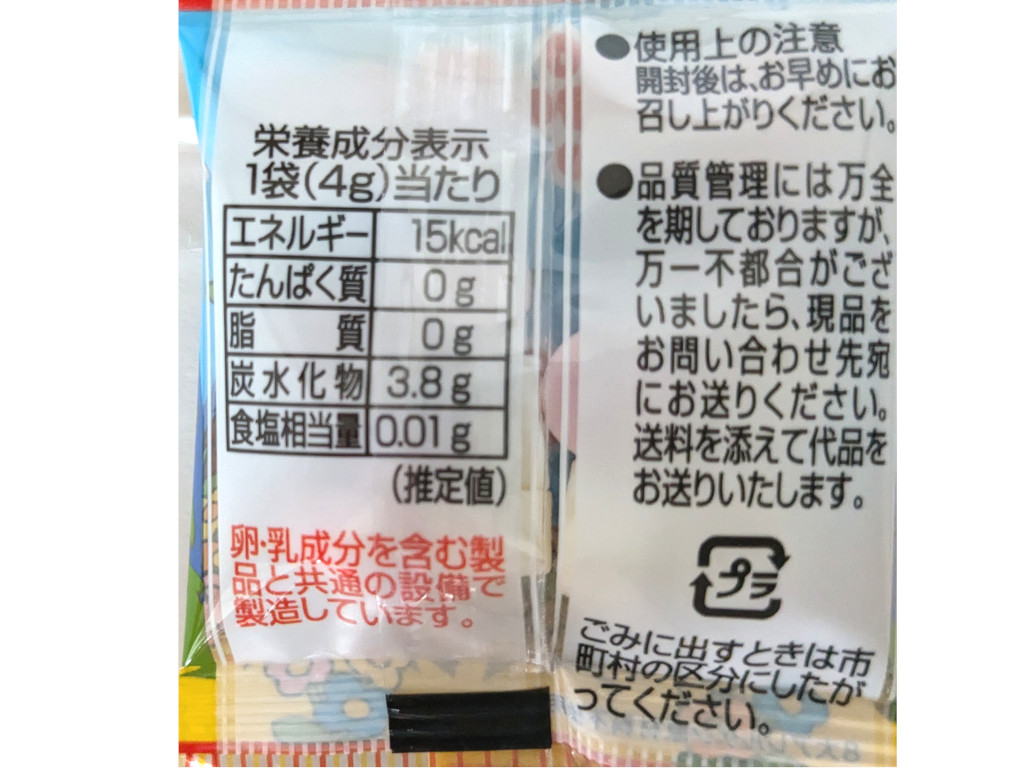 栄養成分表示
1袋(4g)当たり
エネルギー 15kcal
たんぱく質 0g
脂質 0g
炭水化物 3.8g
食塩相当量 0.01g
(推定値)
卵・乳成分を含む製
品と共通の設備で
製造しています。
●使用上の注意
開封後は、お早めにお
召し上がりください。
●品質管理には万全
を期しておりますが、
万一不都合がござ
いましたら、現品を
お問い合わせ先宛
にお送りください。
送料を添えて代品を
お送りいたします。
プラ
ごみに出すときは市
町村の区分にしたが
ってください。